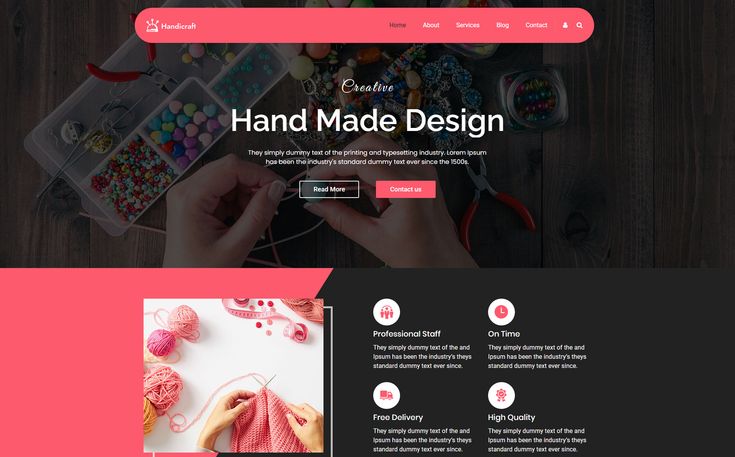 Handicraft
Home About Services Blog Contact
Creative
Hand Made Design
They simply dummy text of the printing and typesetting industry. Lorem Ipsum
has been the industry's standard dummy text ever since the 1500s.
Read More Contact us
Professional Staff
They simply dummy text of the and
Ipsum has been the industry's theys
standard dummy text ever since.
On Time
They simply dummy text of the and
Ipsum has been the industry's theys
standard dummy text ever since.
Free Delivery
They simply dummy text of the and
Ipsum has been the industry's theys
standard dummy text ever since.
High Quality
They simply dummy text of the and
Ipsum has been the industry's theys
standard dummy text ever since.